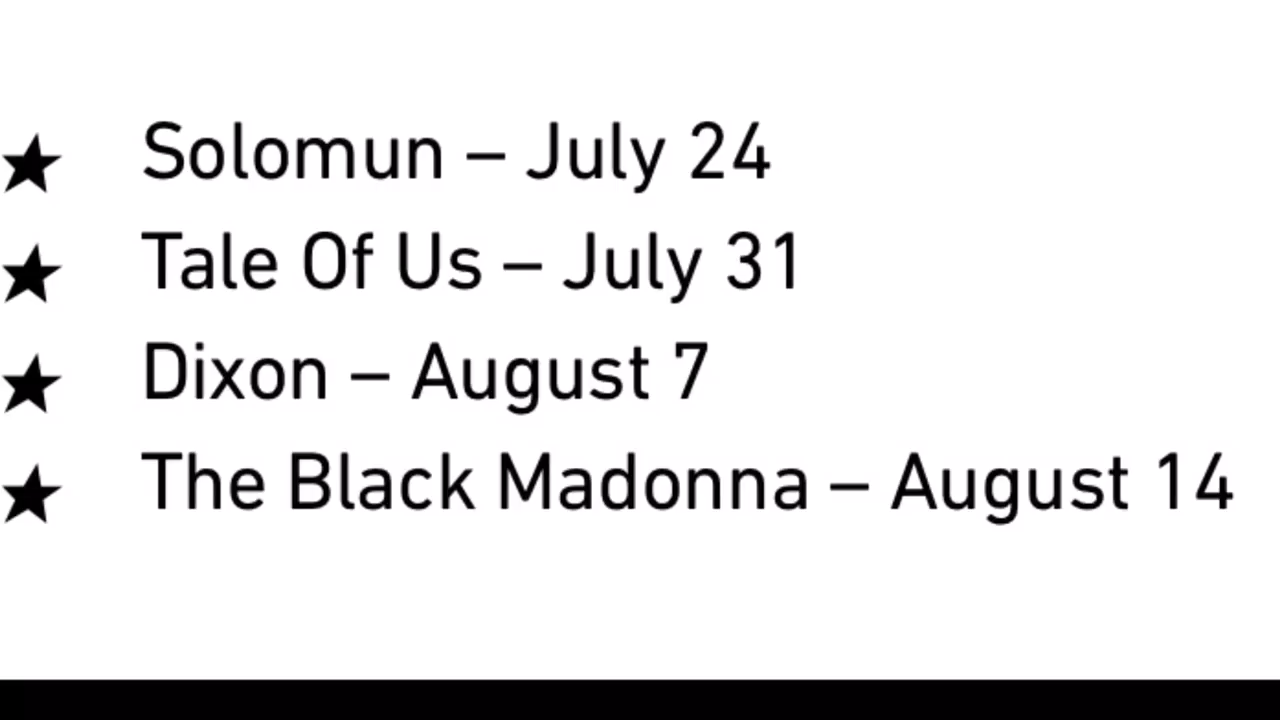 ★ Solomun – July 24
★ Tale Of Us – July 31
★ Dixon – August 7
★ The Black Madonna – August 14